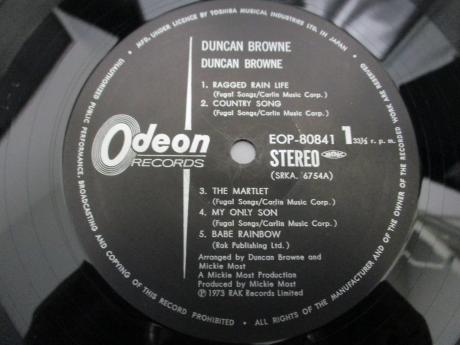 MFD. UNDER LICENCE BY TOSHIBA MUSICAL INDUSTRIES LTD. IN JAPAN •
UNAUTHORIZED PUBLIC PERFORMANCE, BROADCASTING AND COPYING OF THIS RECORD PROHIBITED • ALL RIGHTS OF THE MANUFACTURER AND OF THE OWNER OF THE RECORDED WORK ARE RESERVED •
DUNCAN BROWNE
DUNCAN BROWNE
1. RAGGED RAIN LIFE
(Fugal Songs/Carlin Music Corp.)
2. COUNTRY SONG
(Fugal Songs/Carlin Music Corp.)
Odeon
RECORDS
EOP-80841 1 33⅓ r. p. m.
STEREO
(SRKA. 6754A)
3. THE MARTLET
(Fugal Songs/Carlin Music Corp.)
4. MY ONLY SON
(Fugal Songs/Carlin Music Corp.)
5. BABE RAINBOW
(Rak Publishing Ltd.)
Arranged by Duncan Browne and
Mickie Most
A Mickie Most Production
Produced by Mickie Most
Ⓟ 1973 RAK Records Limited